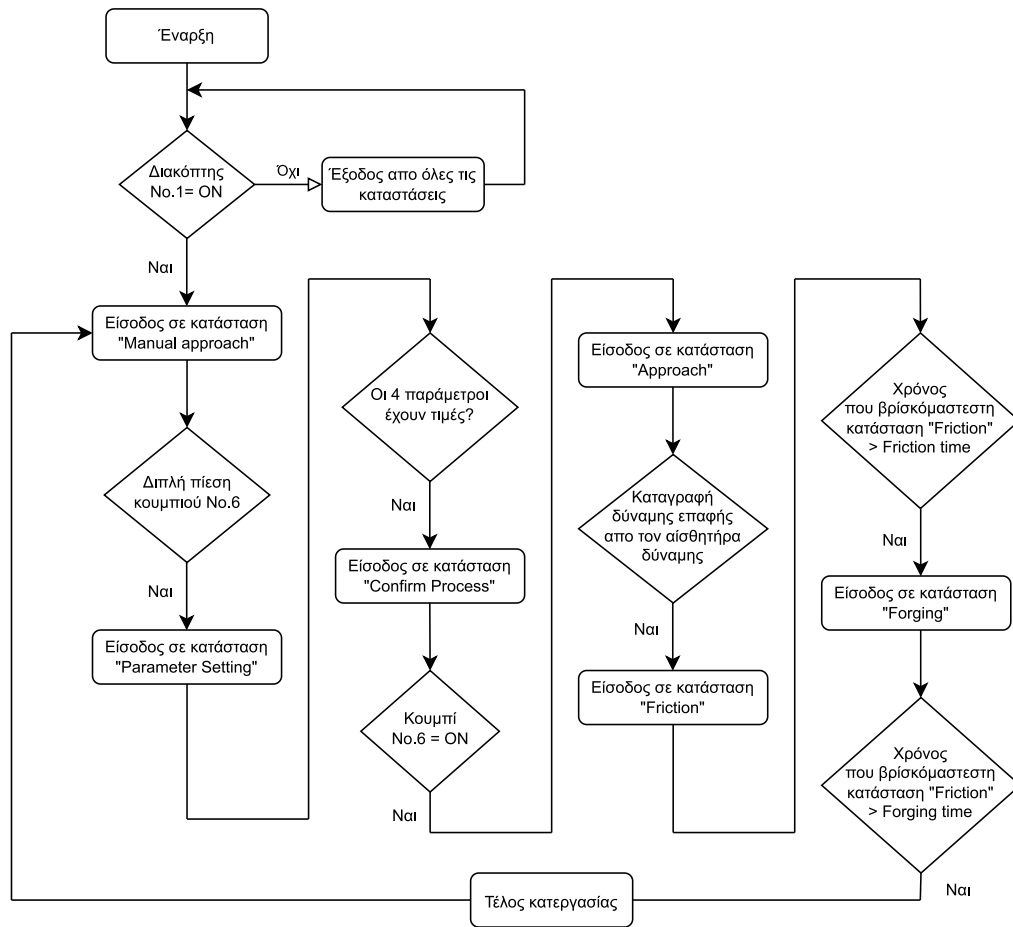 Έναρξη
Διακόπτης
No.1= ON
Όχι
Έξοδος απο όλες τις
καταστάσεις
Ναι
Είσοδος σε κατάσταση
"Manual approach"
Διπλή πίεση
κουμπιού No.6
Ναι
Είσοδος σε κατάσταση
"Parameter Setting"
Οι 4 παράμετροι
έχουν τιμές?
Ναι
Είσοδος σε κατάσταση
"Confirm Process"
Κουμπί
No.6 = ON
Ναι
Είσοδος σε κατάσταση
"Approach"
Καταγραφή
δύναμης επαφής
απο τον αίσθητήρα
δύναμης
Ναι
Είσοδος σε κατάσταση
"Friction"
Χρόνος
που βρίσκόμαστεστη
κατάσταση "Friction"
> Friction time
Ναι
Είσοδος σε κατάσταση
"Forging"
Χρόνος
που βρίσκόμαστεστη
κατάσταση "Friction"
> Forging time
Ναι
Τέλος κατεργασίας